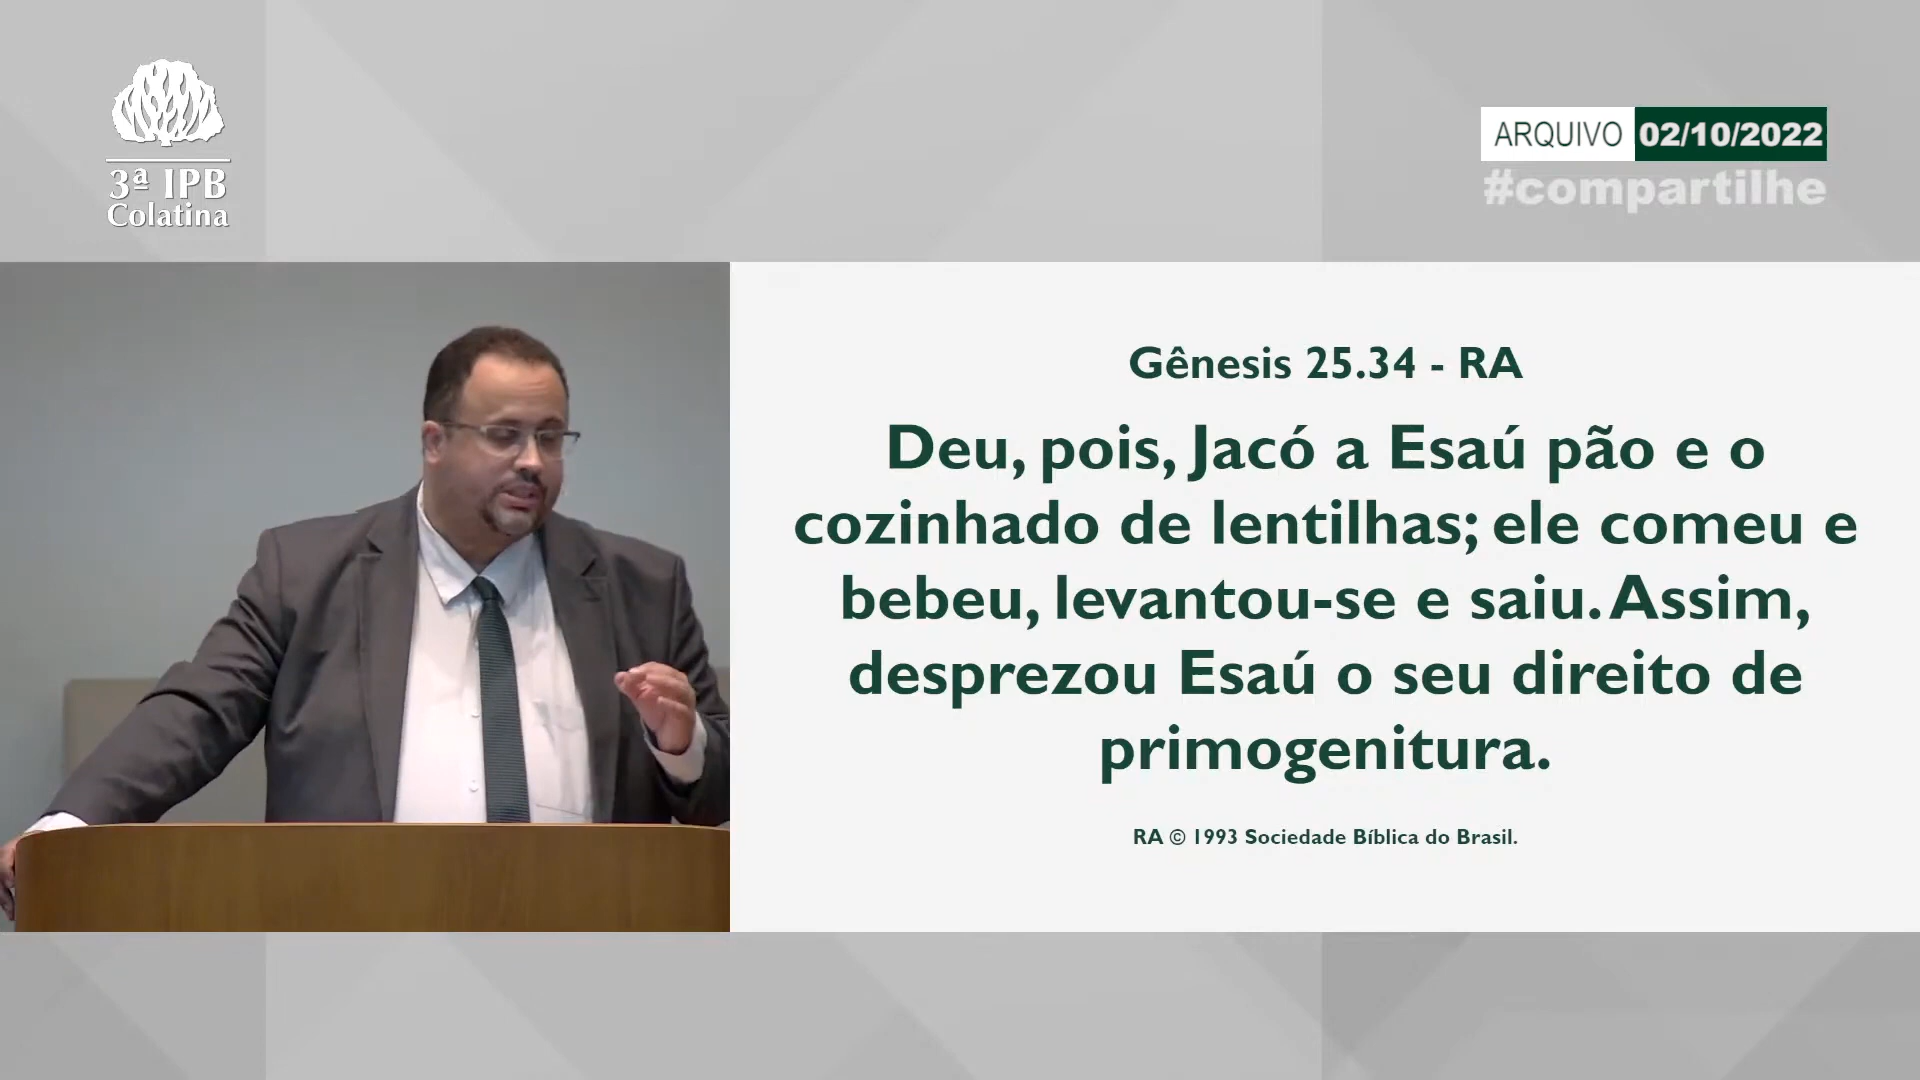 3ª IPB
Colatina
ARQUIVO 02/10/2022
#compartilhe
Gênesis 25.34 - RA
Deu, pois, Jacó a Esaú pão e o
cozinhado de lentilhas; ele comeu e
bebeu, levantou-se e saiu. Assim,
desprezou Esaú o seu direito de
primogenitura.
RA © 1993 Sociedade Bíblica do Brasil.